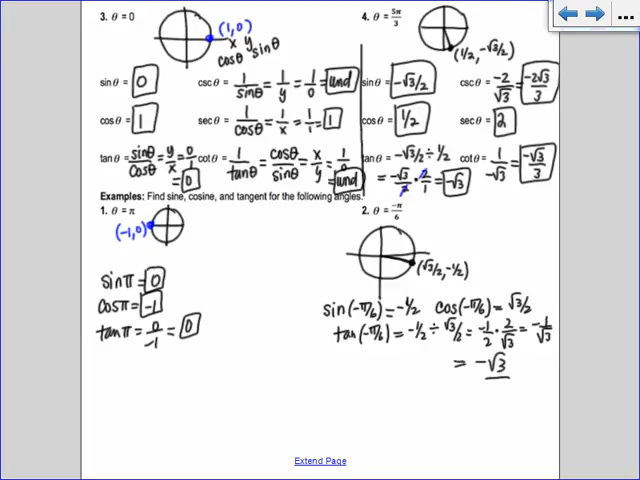 3. θ = 0
(1, 0)
x y
cosθ sinθ
sin θ = 0
csc θ = 1/sinθ = 1/y = 1/0 = und
cos θ = 1
sec θ = 1/cosθ = 1/x = 1/1 = 1
tan θ = sinθ/cosθ = y/x = 0/1
= 0
cot θ = 1/tanθ = cosθ/sinθ = x/y = 1/0
= und
4. θ = 5π/3
(1/2, -√3/2)
sin θ = -√3/2
csc θ = -2/√3 = -2√3/3
cos θ = 1/2
sec θ = 2
tan θ = -√3/2 ÷ 1/2
= -√3/2 · 2/1 = -√3
cot θ = 1/-√3 = -√3/3
Examples: Find sine, cosine, and tangent for the following angles.
1. θ = π
(-1, 0)
sin π = 0
cos π = -1
tan π = 0/-1 = 0
2. θ = -π/6
(√3/2, -1/2)
sin(-π/6) = -1/2 cos(-π/6) = √3/2
tan(-π/6) = -1/2 ÷ √3/2 = -1/2 · 2/√3 = -1/√3
= -√3
Extend Page